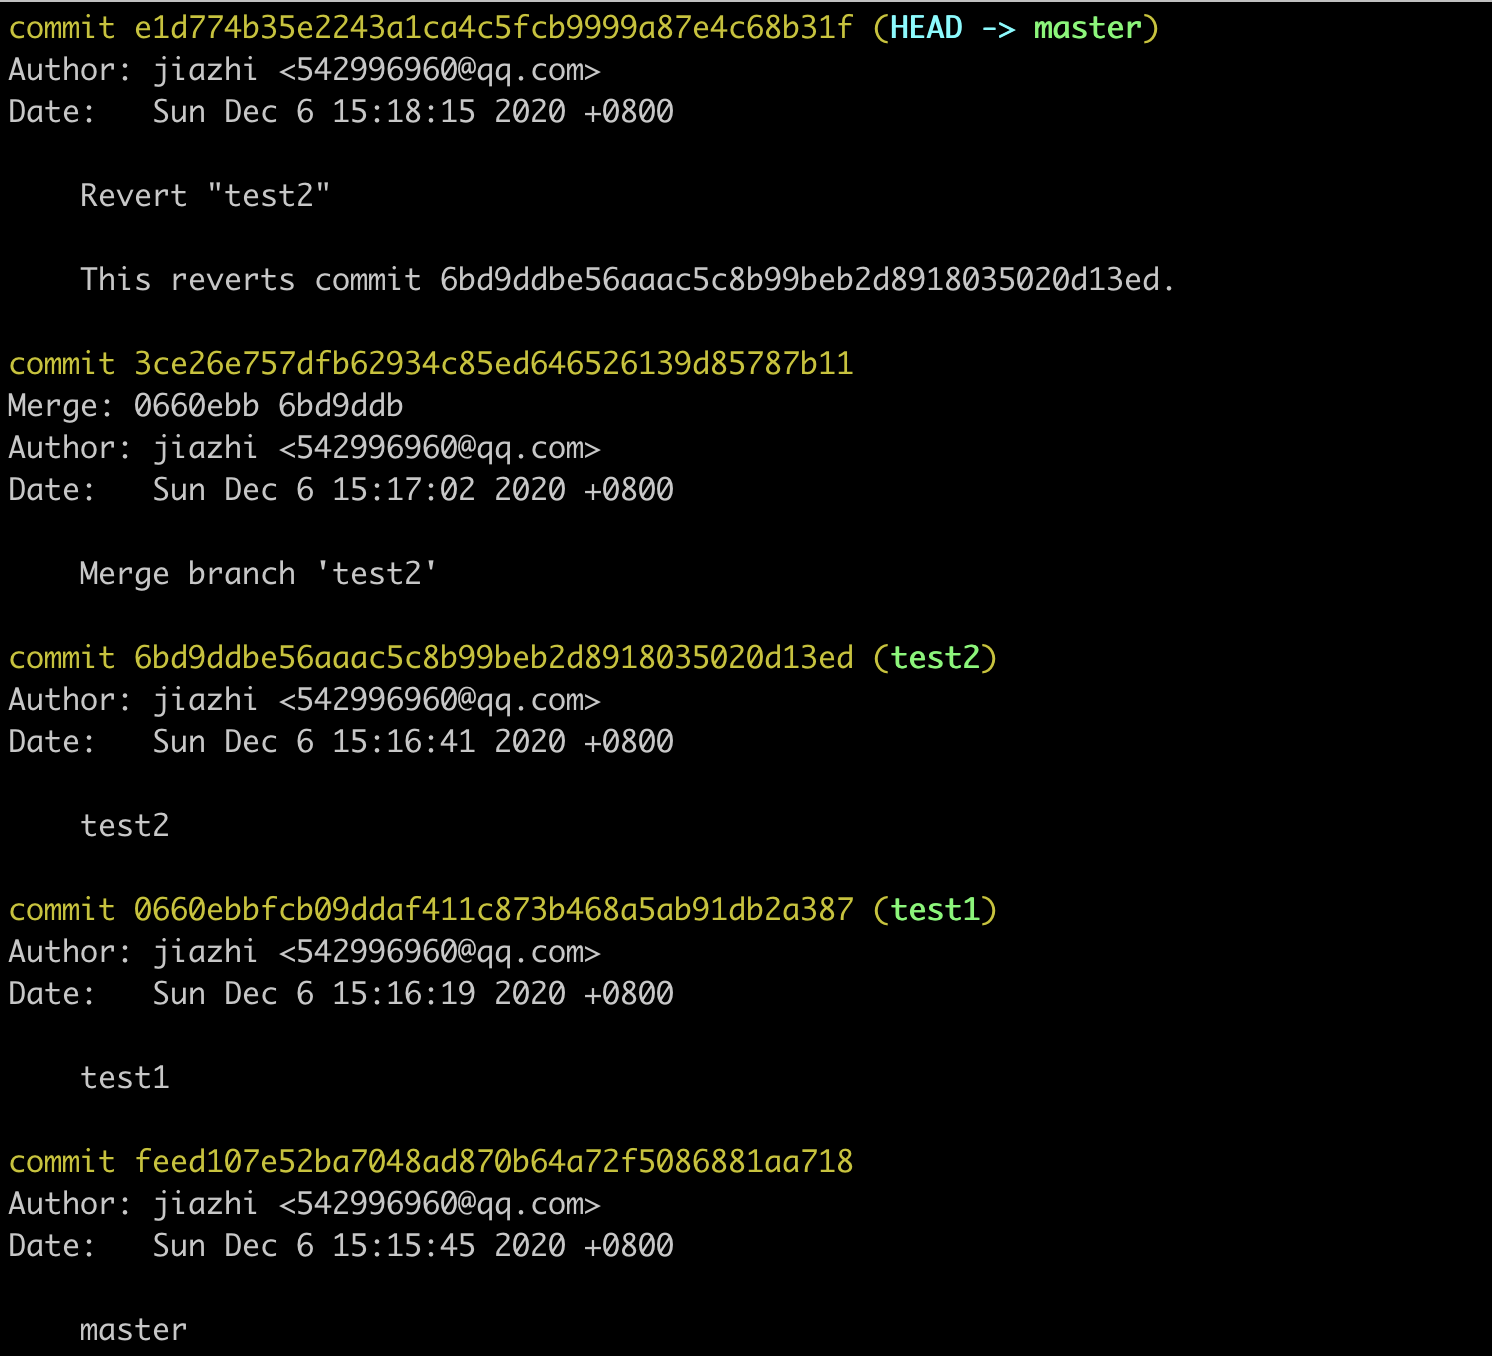 commit e1d774b35e2243a1ca4c5fcb9999a87e4c68b31f (HEAD -> master)
Author: jiazhi <542996960@qq.com>
Date:   Sun Dec 6 15:18:15 2020 +0800
Revert "test2"
This reverts commit 6bd9ddbe56aaac5c8b99beb2d8918035020d13ed.
commit 3ce26e757dfb62934c85ed646526139d85787b11
Merge: 0660ebb 6bd9ddb
Author: jiazhi <542996960@qq.com>
Date:   Sun Dec 6 15:17:02 2020 +0800
Merge branch 'test2'
commit 6bd9ddbe56aaac5c8b99beb2d8918035020d13ed (test2)
Author: jiazhi <542996960@qq.com>
Date:   Sun Dec 6 15:16:41 2020 +0800
test2
commit 0660ebbfcb09ddaf411c873b468a5ab91db2a387 (test1)
Author: jiazhi <542996960@qq.com>
Date:   Sun Dec 6 15:16:19 2020 +0800
test1
commit feed107e52ba7048ad870b64a72f5086881aa718
Author: jiazhi <542996960@qq.com>
Date:   Sun Dec 6 15:15:45 2020 +0800
master